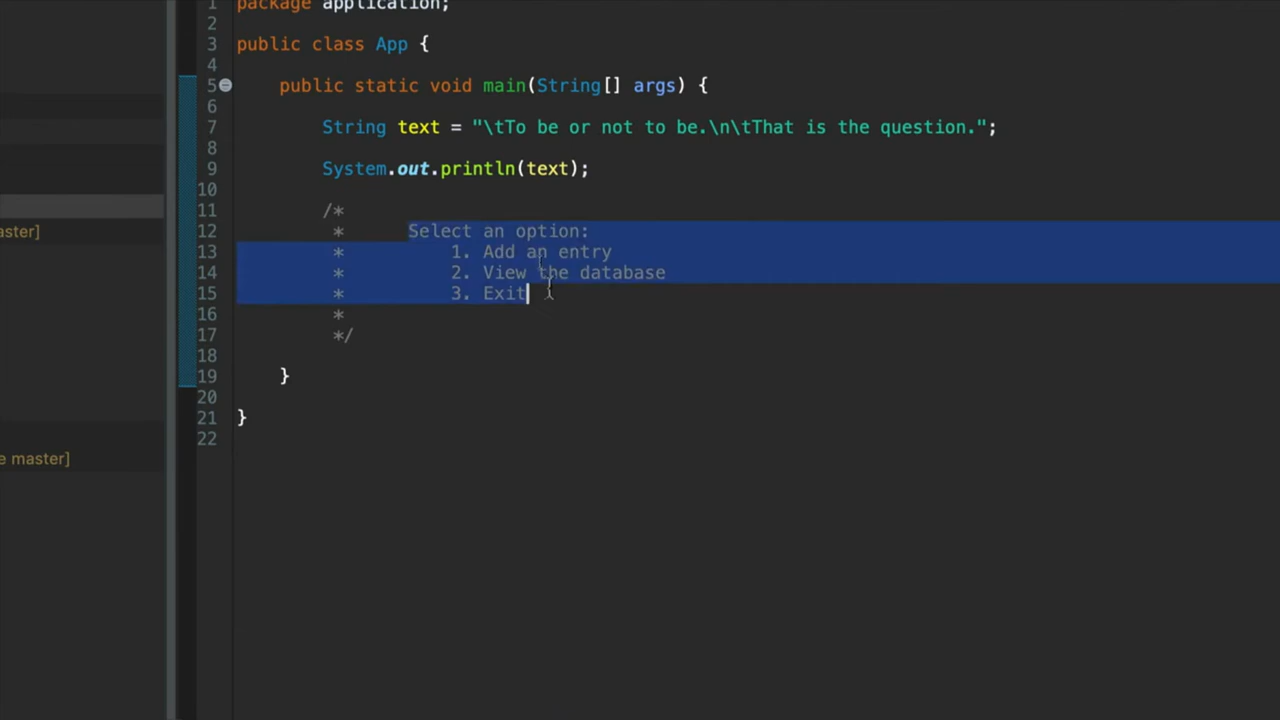 1 package application;
2
3 public class App {
4
5 public static void main(String[] args) {
6
7 String text = "\tTo be or not to be.\n\tThat is the question.";
8
9 System.out.println(text);
10
11 /*
12 * Select an option:
aster]
13 * 1. Add an entry
14 * 2. View the database
15 * 3. Exit
16 *
17 */
18
19 }
20
21 }
22
e master]